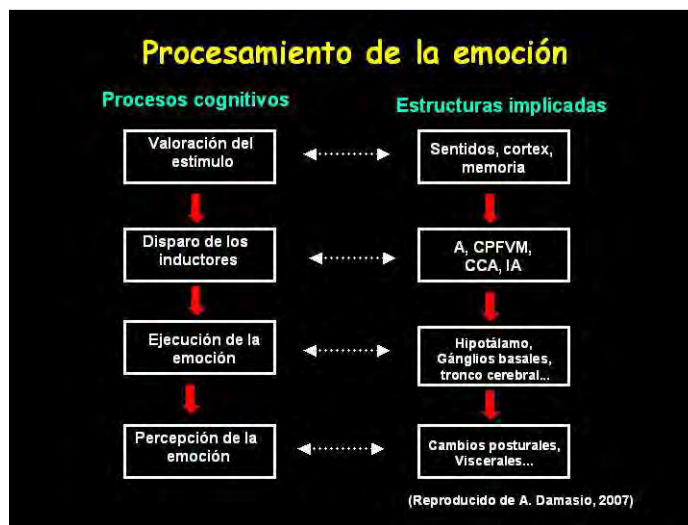 Procesamiento de la emoción
Procesos cognitivos
Estructuras implicadas
Valoración del
estímulo
Sentidos, cortex,
memoria
Disparo de los
inductores
A, CPFVM,
CCA, IA
Ejecución de la
emoción
Hipotálamo,
Gánglios basales,
tronco cerebral...
Percepción de la
emoción
Cambios posturales,
Viscerales...
(Reproducido de A. Damasio, 2007)